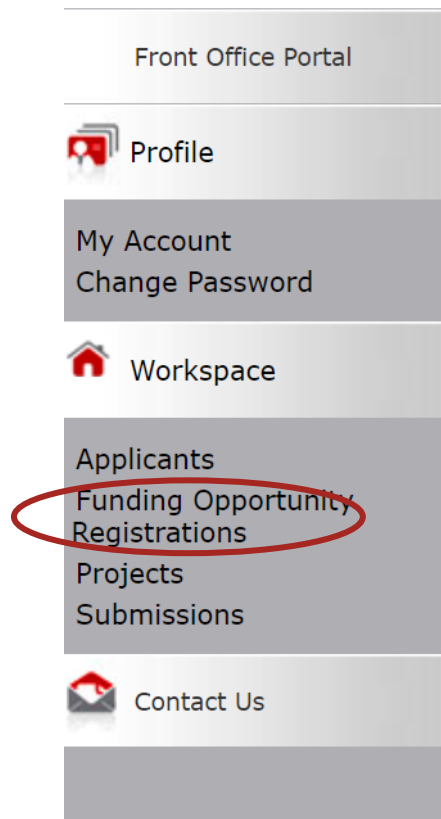 Front Office Portal
Profile
My Account
Change Password
Workspace
Applicants
Funding Opportunity
Registrations
Projects
Submissions
Contact Us